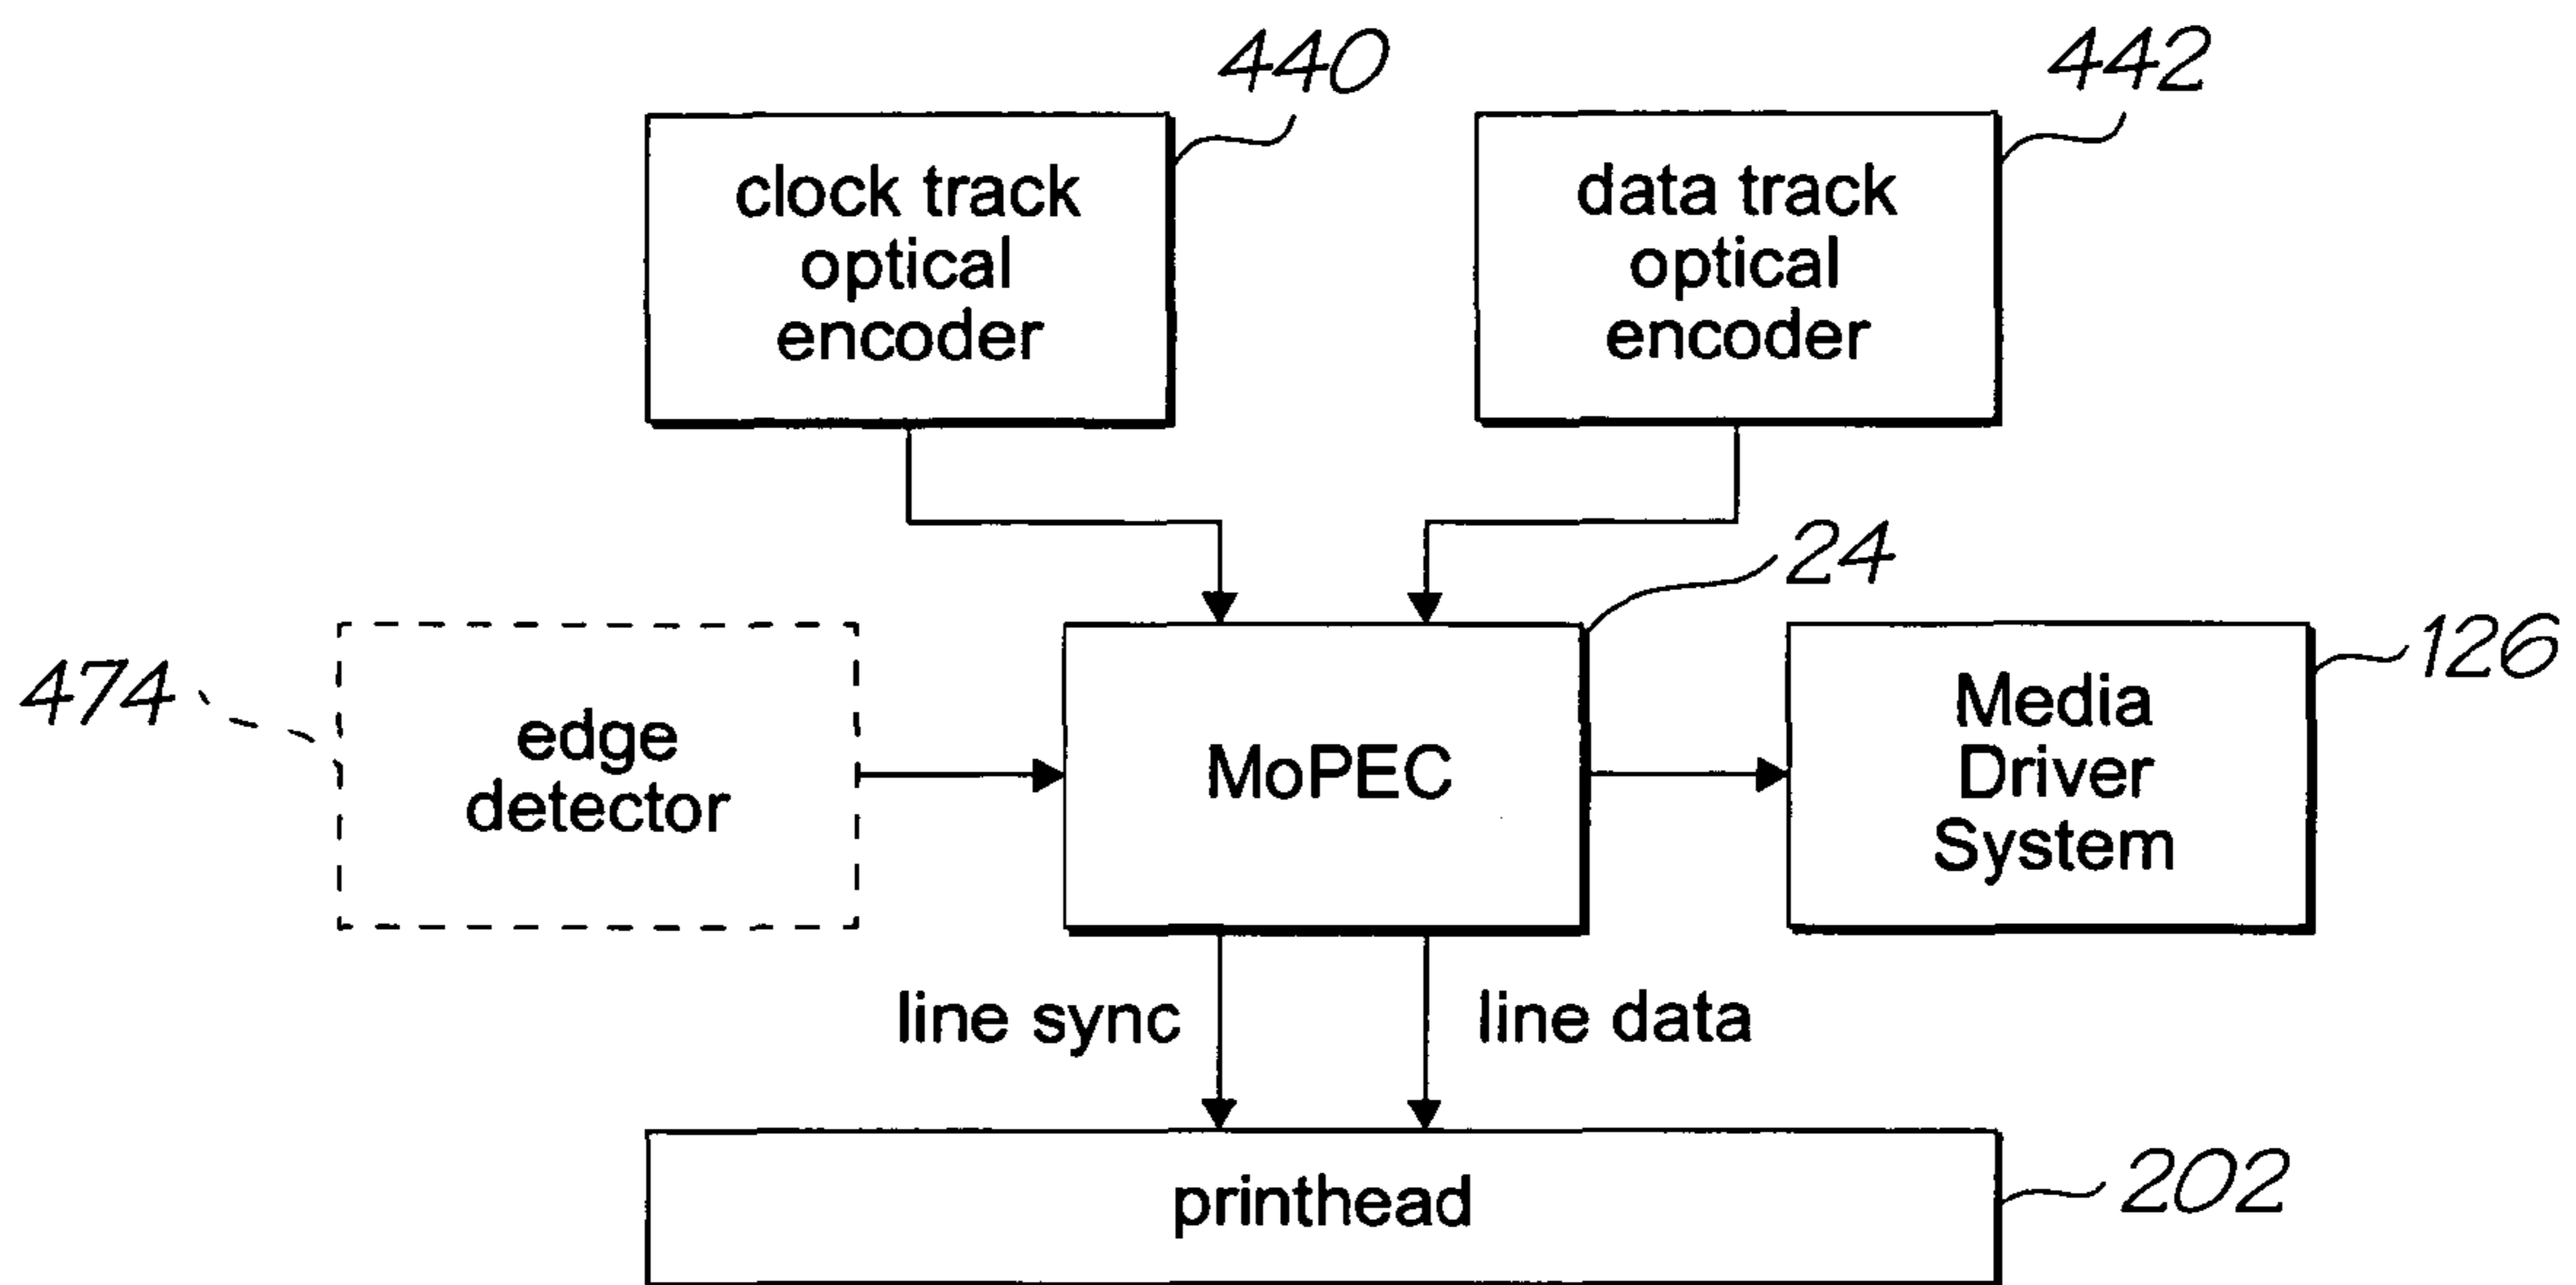 440
442
clock track
optical
encoder
data track
optical
encoder
24
126
474
edge
detector
MoPEC
Media
Driver
System
line sync
line data
printhead
202